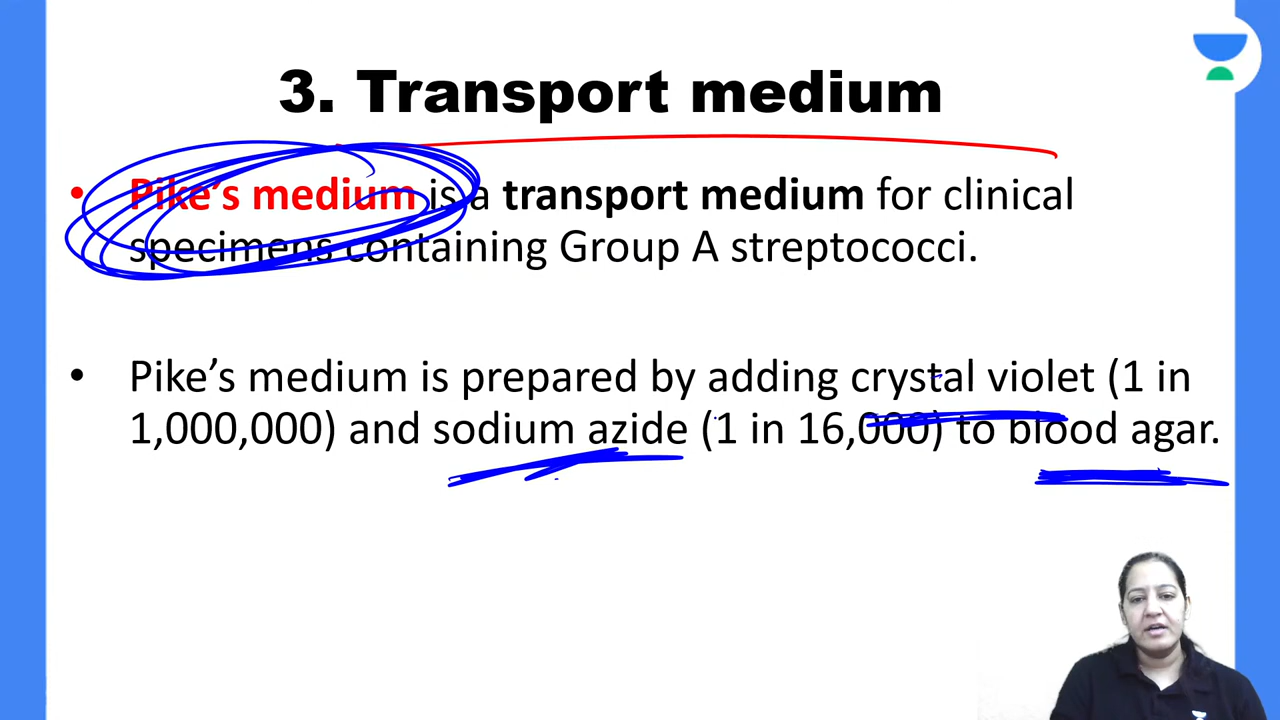 3. Transport medium
• Pike’s medium is a transport medium for clinical
specimens containing Group A streptococci.
• Pike’s medium is prepared by adding crystal violet (1 in
1,000,000) and sodium azide (1 in 16,000) to blood agar.